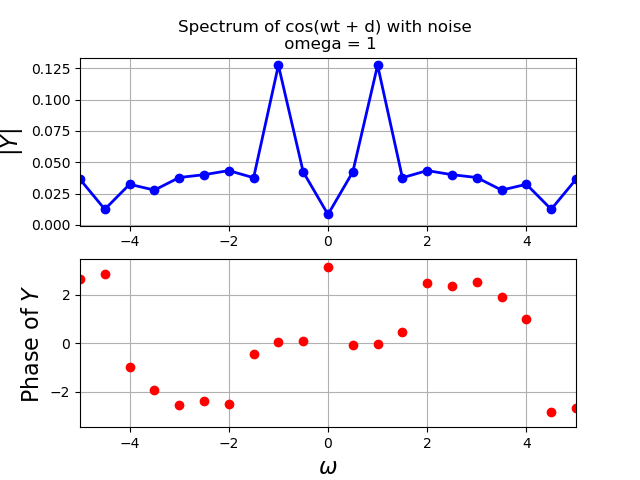 Spectrum of cos(wt + d) with noise
omega = 1
|Y|
0.125
0.100
0.075
0.050
0.025
0.000
−4 −2 0 2 4
Phase of Y
2
0
−2
−4 −2 0 2 4
ω